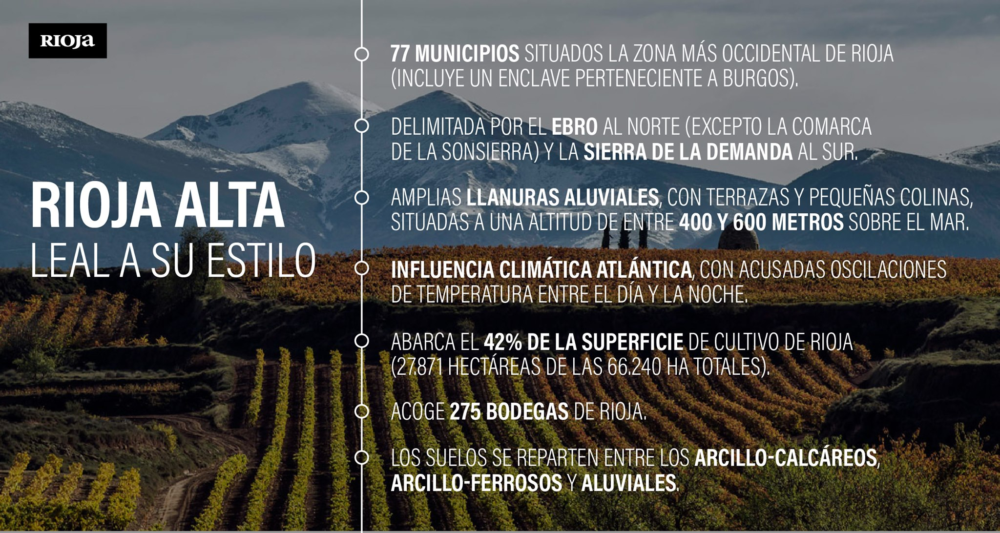 RIOJA
RIOJA ALTA
LEAL A SU ESTILO
77 MUNICIPIOS SITUADOS LA ZONA MÁS OCCIDENTAL DE RIOJA
(INCLUYE UN ENCLAVE PERTENECIENTE A BURGOS).
DELIMITADA POR EL EBRO AL NORTE (EXCEPTO LA COMARCA
DE LA SONSIERRA) Y LA SIERRA DE LA DEMANDA AL SUR.
AMPLIAS LLANURAS ALUVIALES, CON TERRAZAS Y PEQUEÑAS COLINAS,
SITUADAS A UNA ALTITUD DE ENTRE 400 Y 600 METROS SOBRE EL MAR.
INFLUENCIA CLIMÁTICA ATLÁNTICA, CON ACUSADAS OSCILACIONES
DE TEMPERATURA ENTRE EL DÍA Y LA NOCHE.
ABARCA EL 42% DE LA SUPERFICIE DE CULTIVO DE RIOJA
(27.871 HECTÁREAS DE LAS 66.240 HA TOTALES).
ACOGE 275 BODEGAS DE RIOJA.
LOS SUELOS SE REPARTEN ENTRE LOS ARCILLO-CALCÁREOS,
ARCILLO-FERROSOS Y ALUVIALES.